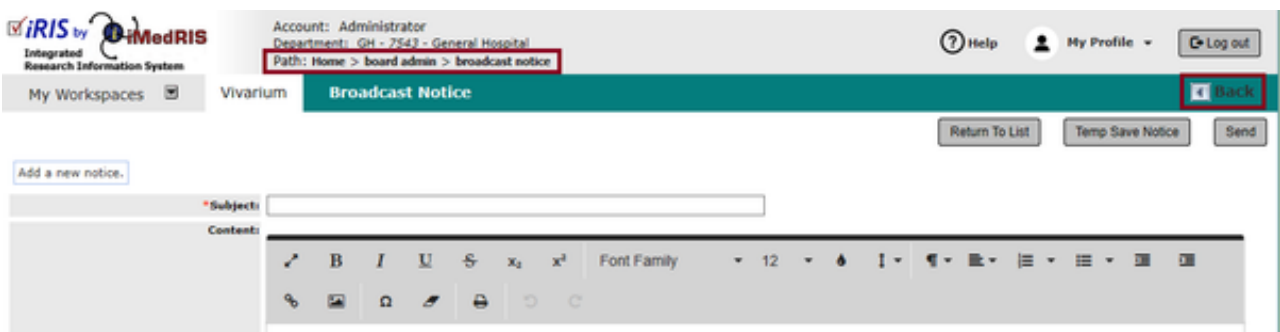 iRIS by iMedRIS
Integrated
Research Information System
Account: Administrator
Department: GH - 7543 - General Hospital
Path: Home > board admin > broadcast notice
Help
My Profile
Log out
My Workspaces
Vivarium
Broadcast Notice
Back
Return To List
Temp Save Notice
Send
Add a new notice.
*Subject:
Content:
B I U S x₂ x² Font Family 12
Ω